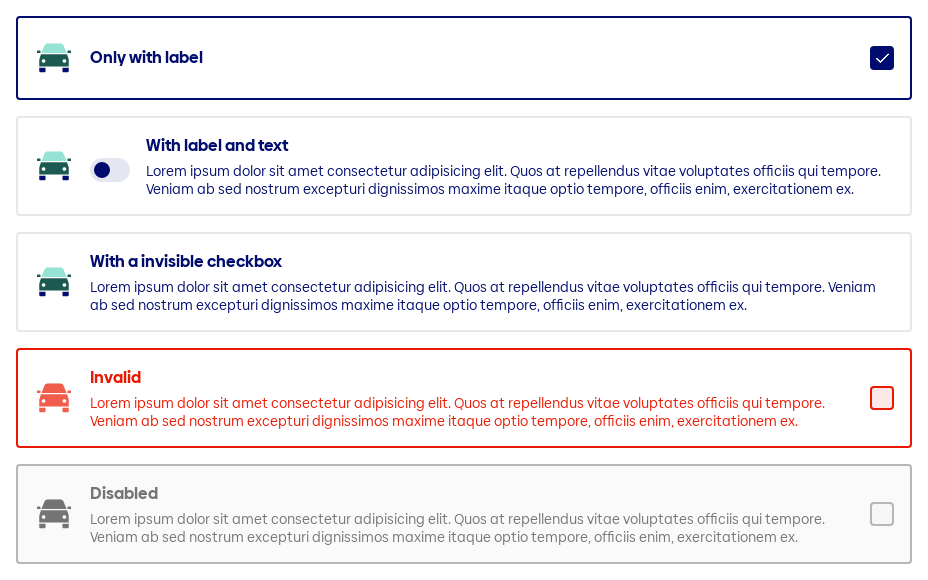 Only with label
With label and text
Lorem ipsum dolor sit amet consectetur adipisicing elit. Quos at repellendus vitae voluptates officiis qui tempore.
Veniam ab sed nostrum excepturi dignissimos maxime itaque optio tempore, officiis enim, exercitationem ex.
With a invisible checkbox
Lorem ipsum dolor sit amet consectetur adipisicing elit. Quos at repellendus vitae voluptates officiis qui tempore. Veniam
ab sed nostrum excepturi dignissimos maxime itaque optio tempore, officiis enim, exercitationem ex.
Invalid
Lorem ipsum dolor sit amet consectetur adipisicing elit. Quos at repellendus vitae voluptates officiis qui tempore.
Veniam ab sed nostrum excepturi dignissimos maxime itaque optio tempore, officiis enim, exercitationem ex.
Disabled
Lorem ipsum dolor sit amet consectetur adipisicing elit. Quos at repellendus vitae voluptates officiis qui tempore.
Veniam ab sed nostrum excepturi dignissimos maxime itaque optio tempore, officiis enim, exercitationem ex.